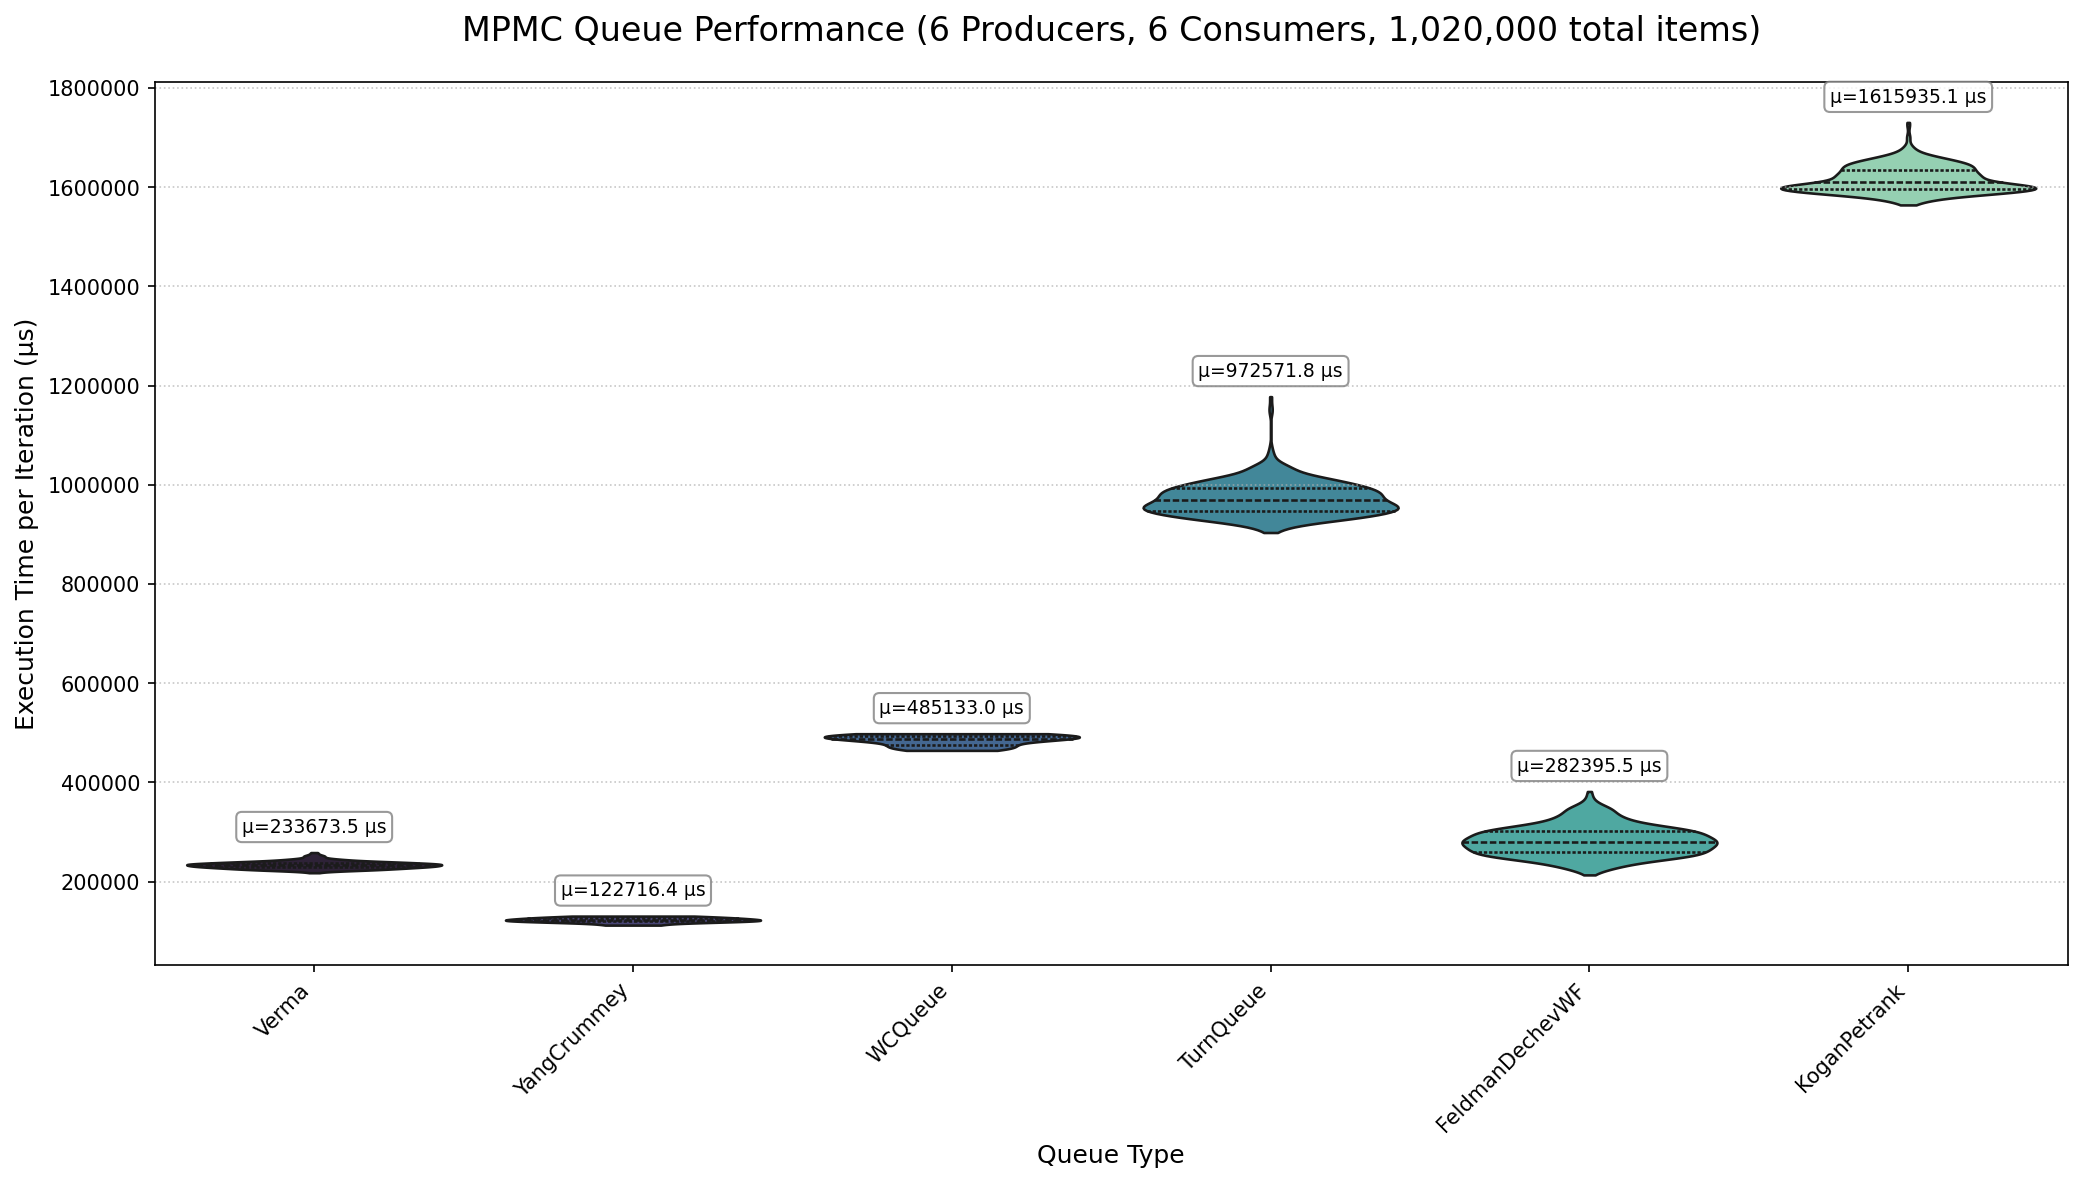 MPMC Queue Performance (6 Producers, 6 Consumers, 1,020,000 total items)
Execution Time per Iteration (µs)
1800000
1600000
1400000
1200000
1000000
800000
600000
400000
200000
µ=233673.5 µs
µ=122716.4 µs
µ=485133.0 µs
µ=972571.8 µs
µ=282395.5 µs
µ=1615935.1 µs
Verma
YangCrummey
WCQueue
TurnQueue
FeldmanDechevWF
KoganPetrank
Queue Type